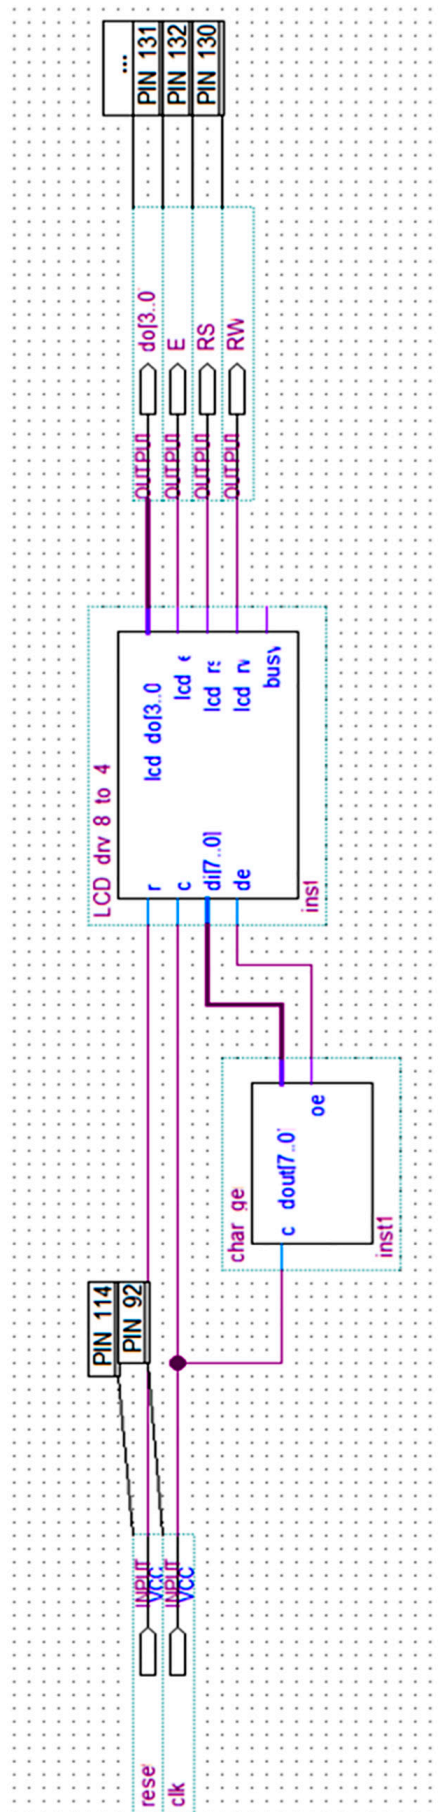 ...
PIN 131
PIN 132
PIN 130
do[3..0
E
RS
RW
OUTPUT
OUTPUT
OUTPUT
OUTPUT
LCD drv 8 to 4
r
lcd do[3..0
c
lcd e
di[7..0]
lcd rs
de
lcd rv
busy
inst
char ge
c
dout[7..0
oe
inst1
PIN 114
PIN 92
rese
INPUT
VCC
clk
INPUT
VCC